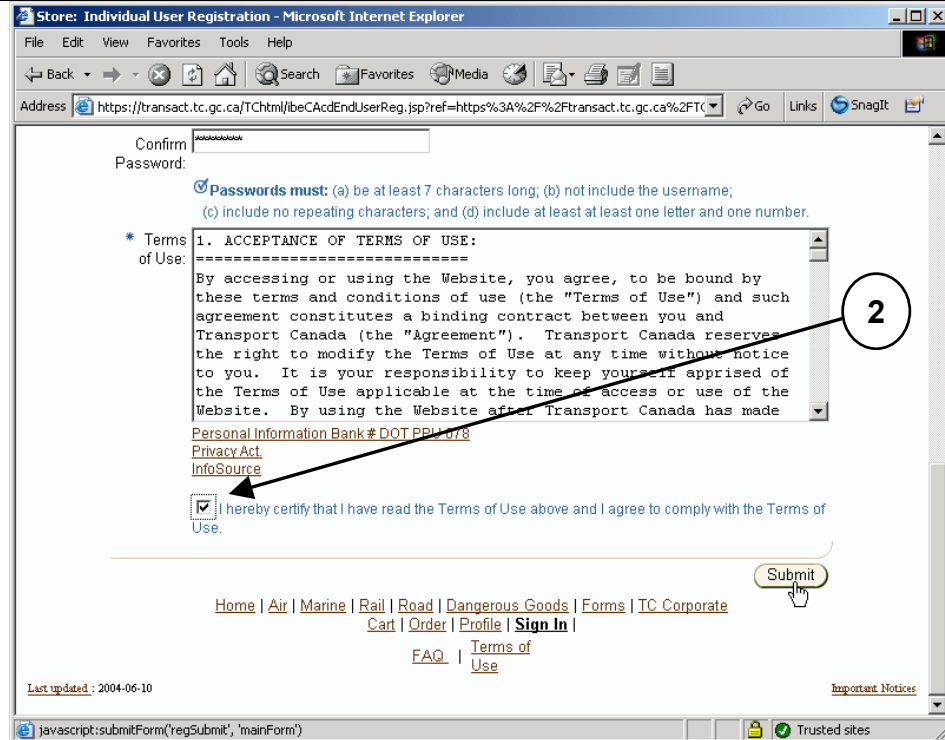 Store: Individual User Registration - Microsoft Internet Explorer
File Edit View Favorites Tools Help
Back Search Favorites Media
Address https://transact.tc.gc.ca/TChtml/ibeCAcdEndUserReg.jsp?ref=https%3A%2F%2Ftransact.tc.gc.ca%2FTC Go Links SnagIt
Confirm *********
Password:
Passwords must: (a) be at least 7 characters long; (b) not include the username;
(c) include no repeating characters; and (d) include at least at least one letter and one number.
* Terms of Use:
1. ACCEPTANCE OF TERMS OF USE:
==============================
By accessing or using the Website, you agree, to be bound by
these terms and conditions of use (the "Terms of Use") and such
agreement constitutes a binding contract between you and
Transport Canada (the "Agreement"). Transport Canada reserves
the right to modify the Terms of Use at any time without notice
to you. It is your responsibility to keep yourself apprised of
the Terms of Use applicable at the time of access or use of the
Website. By using the Website after Transport Canada has made
2
Personal Information Bank # DOT PPU 078
Privacy Act.
InfoSource
I hereby certify that I have read the Terms of Use above and I agree to comply with the Terms of
Use.
Submit
Home | Air | Marine | Rail | Road | Dangerous Goods | Forms | TC Corporate
Cart | Order | Profile | Sign In |
FAQ | Terms of
Use
Last updated : 2004-06-10 Important Notices
javascript:submitForm('regSubmit', 'mainForm') Trusted sites